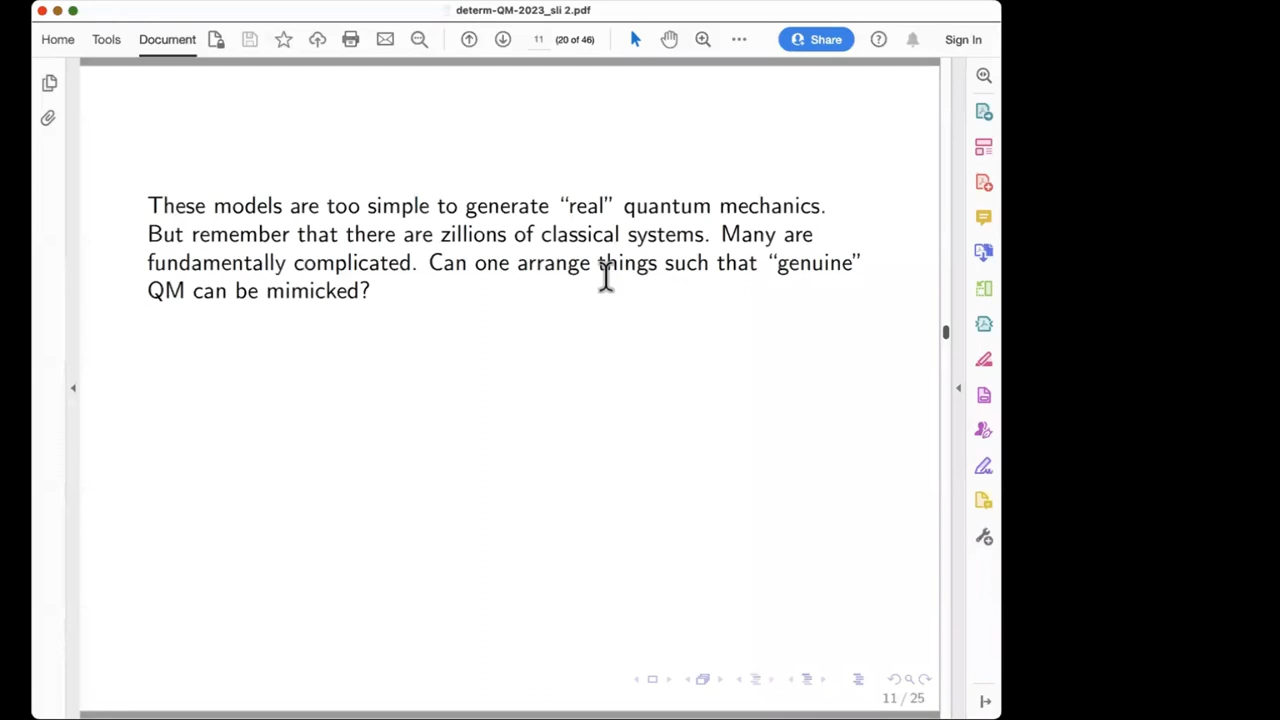 determ-QM-2023_sli 2.pdf
Home Tools Document 11 (20 of 46) Share Sign In
These models are too simple to generate “real” quantum mechanics.
But remember that there are zillions of classical systems. Many are
fundamentally complicated. Can one arrange things such that “genuine”
QM can be mimicked?
11 / 25